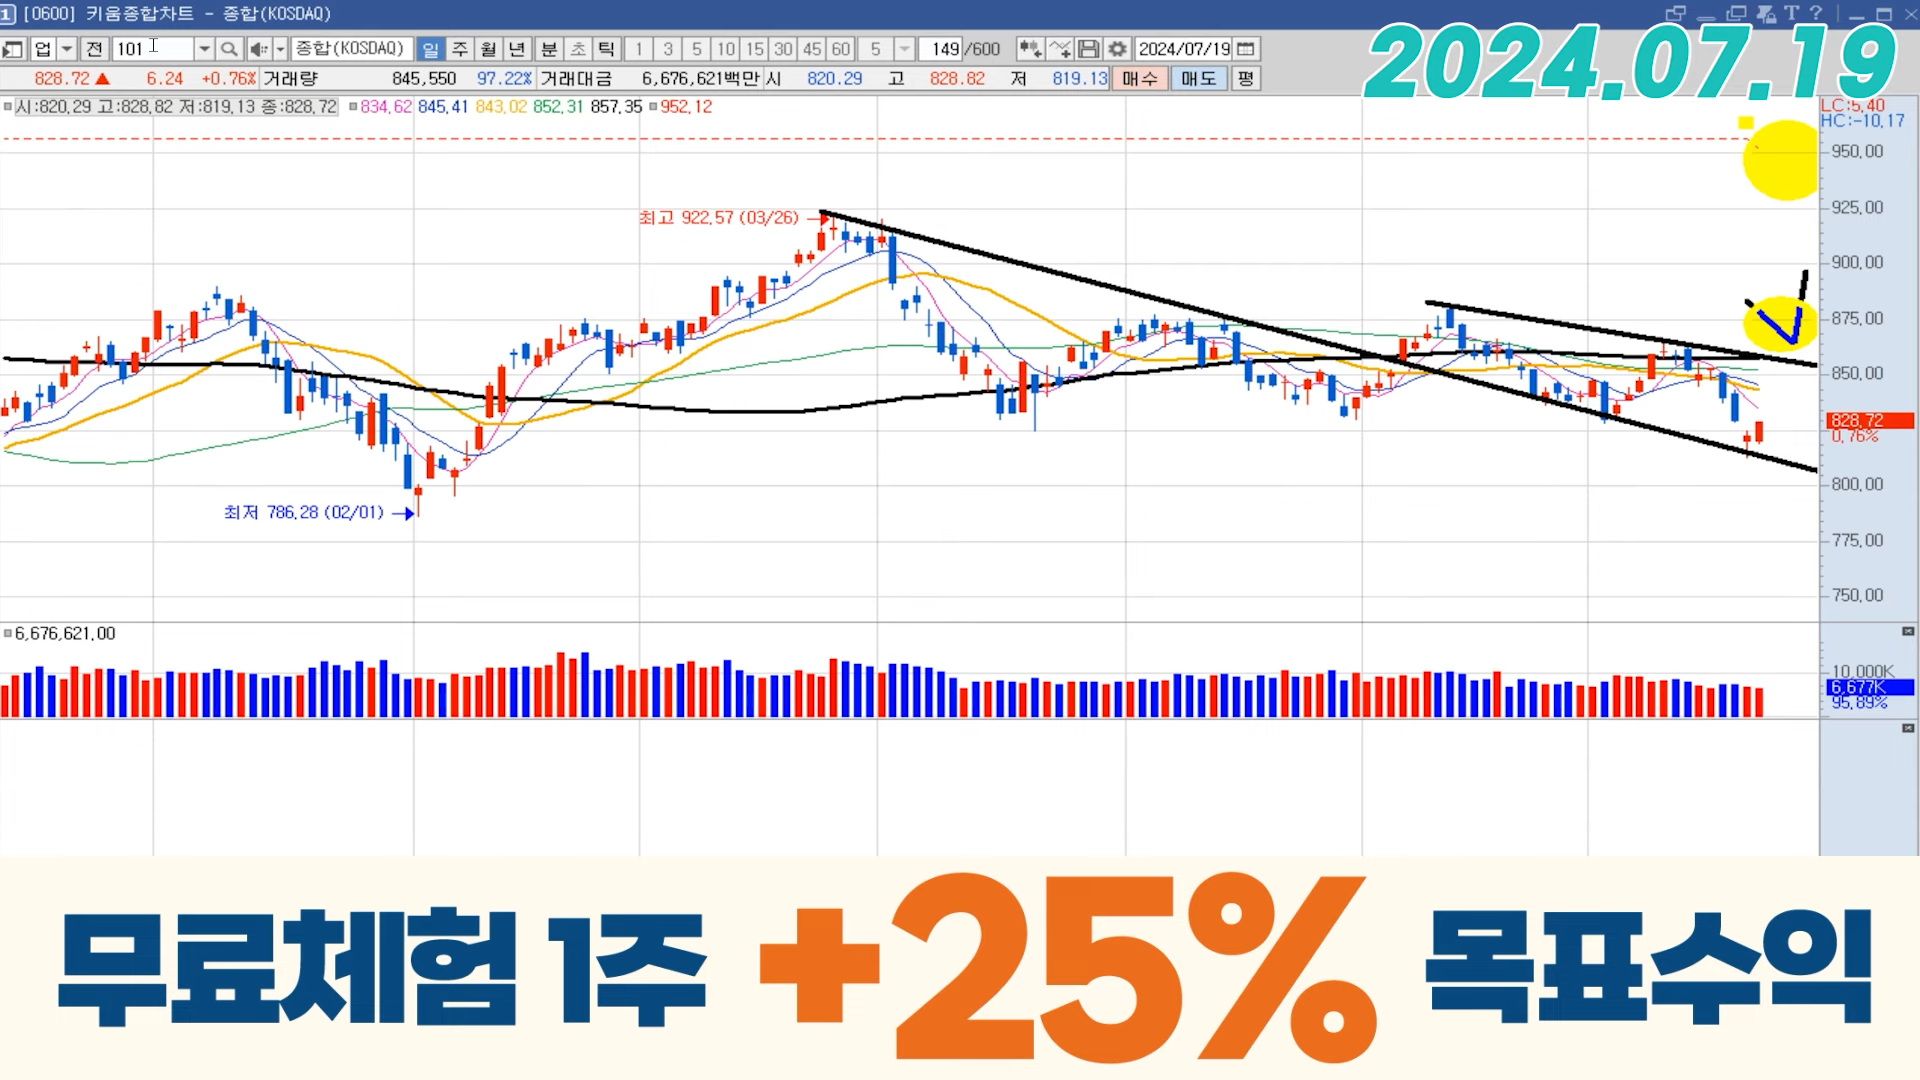 1 [0600] 키움종합차트 - 종합(KOSDAQ)
업 전 101 종합(KOSDAQ) 일 주 월 년 분 초 틱 1 3 5 10 15 30 45 60 5 149 /600 2024/07/19
2024.07.19
828.72 ▲ 6.24 +0.76% 거래량 845,550 97.22% 거래대금 6,676,621백만 시 820.29 고 828.82 저 819.13 매수 매도 평
시:820.29 고:828.82 저:819.13 종:828.72 834.62 845.41 843.02 852.31 857.35 952.12
LC:5.40
HC:-10.17
950.00
최고 922.57 (03/26)
925.00
900.00
875.00
850.00
828.72
0.76%
800.00
최저 786.28 (02/01)
775.00
750.00
6,676,621.00
10,000K
6,677K
95.89%
무료체험 1주 +25% 목표수익